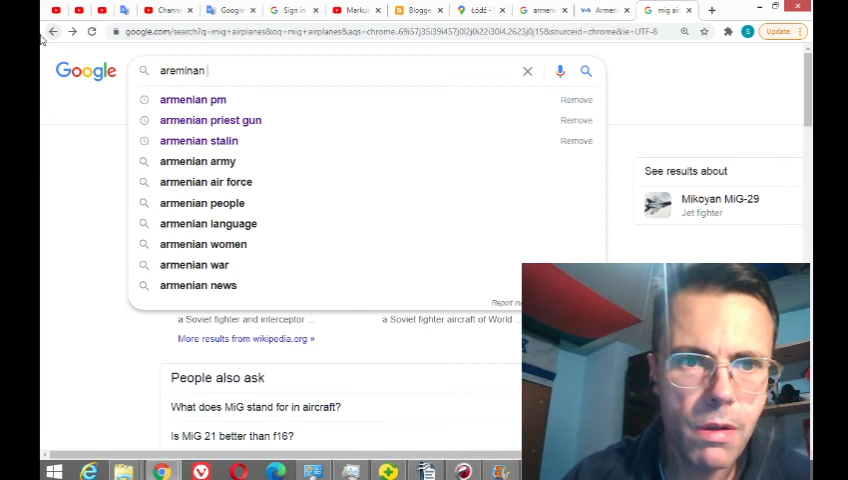 Channe
Google
Sign in
Markus
Blogge
Łódź -
armeni
Armen
mig air
google.com/search?q=mig+airplanes&oq=mig+airplanes&aqs=chrome..69i57j35i39i457j0l2j0i22i30l4.2623j0j15&sourceid=chrome&ie=UTF-8
Update
Google
areminan
armenian pm Remove
armenian priest gun Remove
armenian stalin Remove
armenian army
armenian air force
armenian people
armenian language
armenian women
armenian war
armenian news
See results about
Mikoyan MiG-29
Jet fighter
a Soviet fighter and interceptor ...
a Soviet fighter aircraft of World ...
More results from wikipedia.org »
People also ask
What does MiG stand for in aircraft?
Is MiG 21 better than f16?